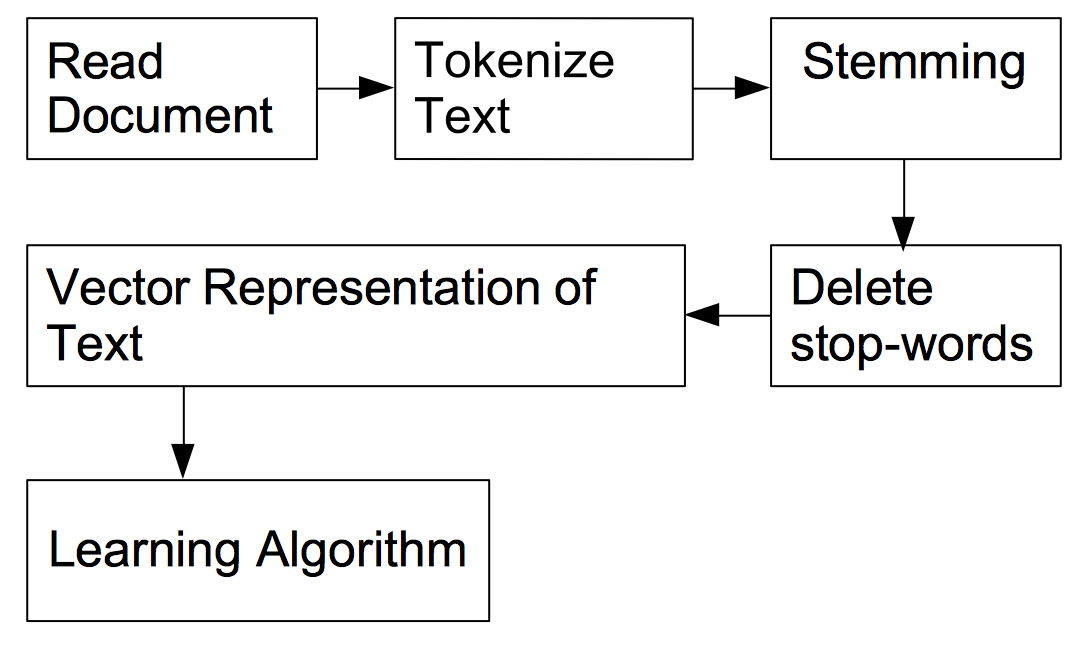 Read
Document
Tokenize
Text
Stemming
Delete
stop-words
Vector Representation of
Text
Learning Algorithm